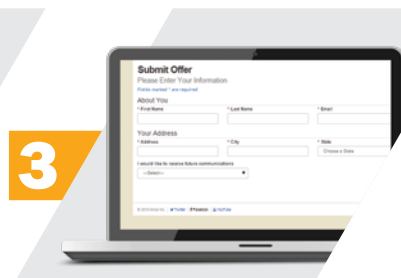 Submit Offer
Please Enter Your Information
Fields marked * are required
About You
* First Name * Last Name * Email
Your Address
* Address * City * State
Choose a State
I would like to receive future communications
--Select--
Twitter Facebook YouTube
3